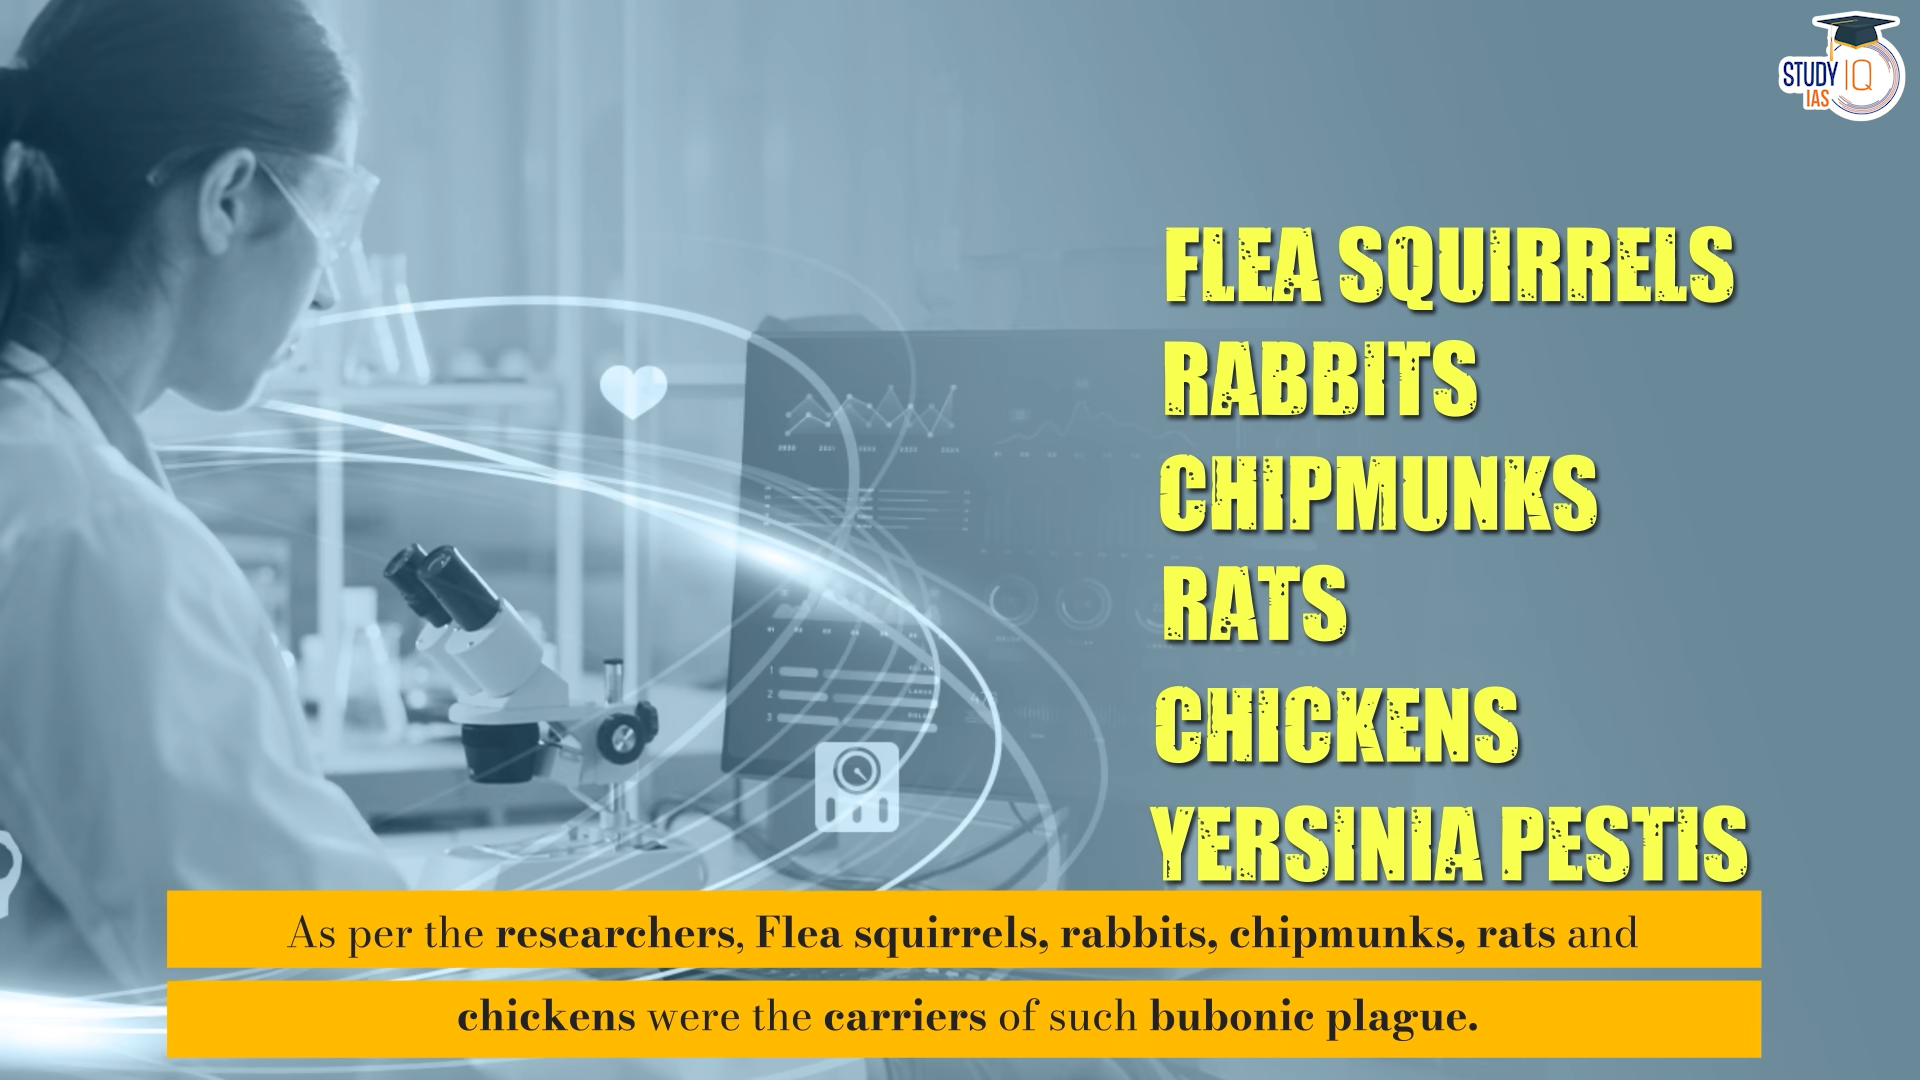 STUDY IQ
IAS
FLEA SQUIRRELS
RABBITS
CHIPMUNKS
RATS
CHICKENS
YERSINIA PESTIS
As per the researchers, Flea squirrels, rabbits, chipmunks, rats and
chickens were the carriers of such bubonic plague.